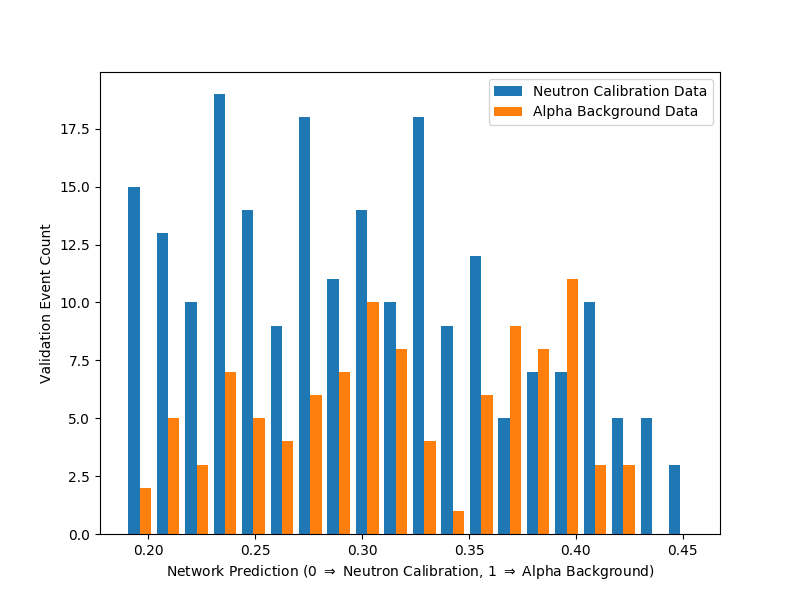 Neutron Calibration Data
Alpha Background Data
17.5
15.0
12.5
10.0
7.5
5.0
2.5
0.0
Validation Event Count
0.20 0.25 0.30 0.35 0.40 0.45
Network Prediction (0 ⇒ Neutron Calibration, 1 ⇒ Alpha Background)